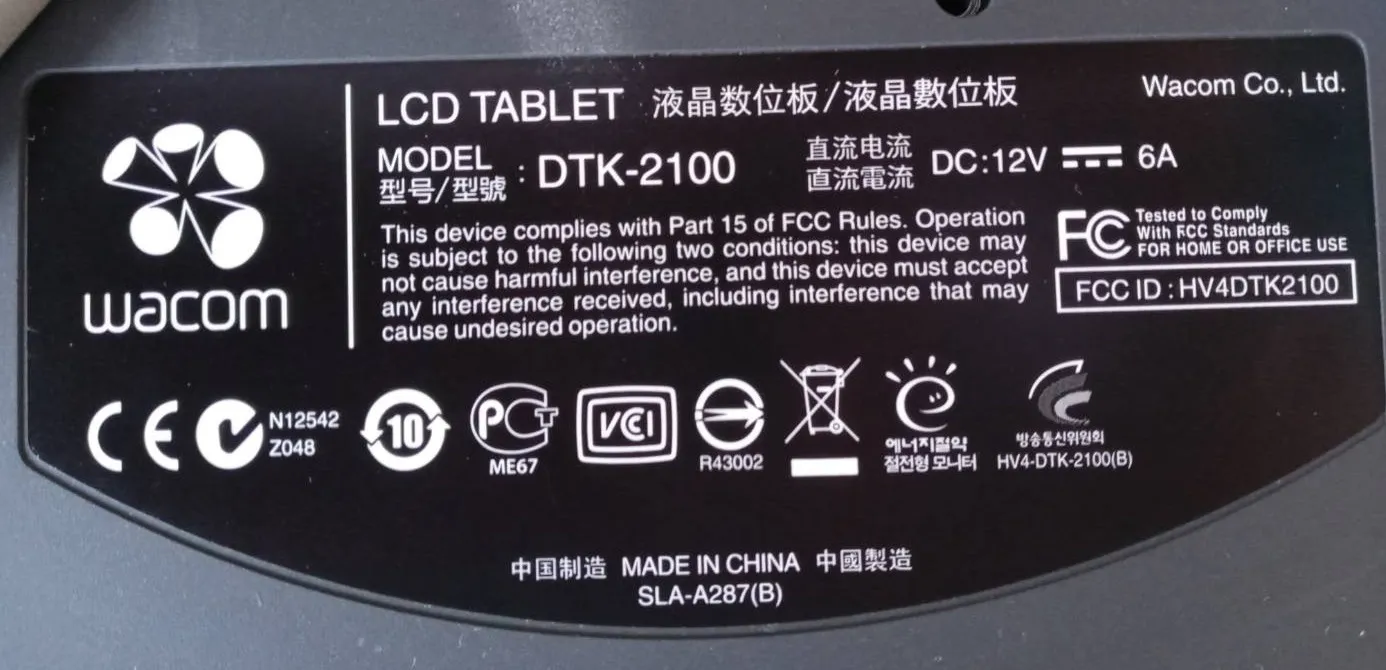 LCD TABLET 液晶数位板/液晶數位板
Wacom Co., Ltd.
MODEL
型号/型號
: DTK-2100
直流电流
直流電流
DC:12V 6A
This device complies with Part 15 of FCC Rules. Operation
is subject to the following two conditions: this device may
not cause harmful interference, and this device must accept
any interference received, including interference that may
cause undesired operation.
FC Tested to Comply
With FCC Standards
FOR HOME OR OFFICE USE
FCC ID : HV4DTK2100
wacom
CE
N12542
Z048
10
PCT
ME67
VCI
R43002
에너지절약
절전형 모니터
방송통신위원회
HV4-DTK-2100(B)
中国制造 MADE IN CHINA 中國製造
SLA-A287(B)